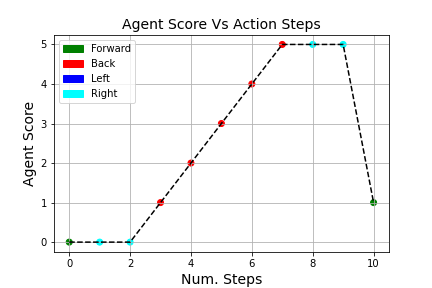 Agent Score Vs Action Steps
5
4
3
2
1
0
Agent Score
Forward
Back
Left
Right
0 2 4 6 8 10
Num. Steps